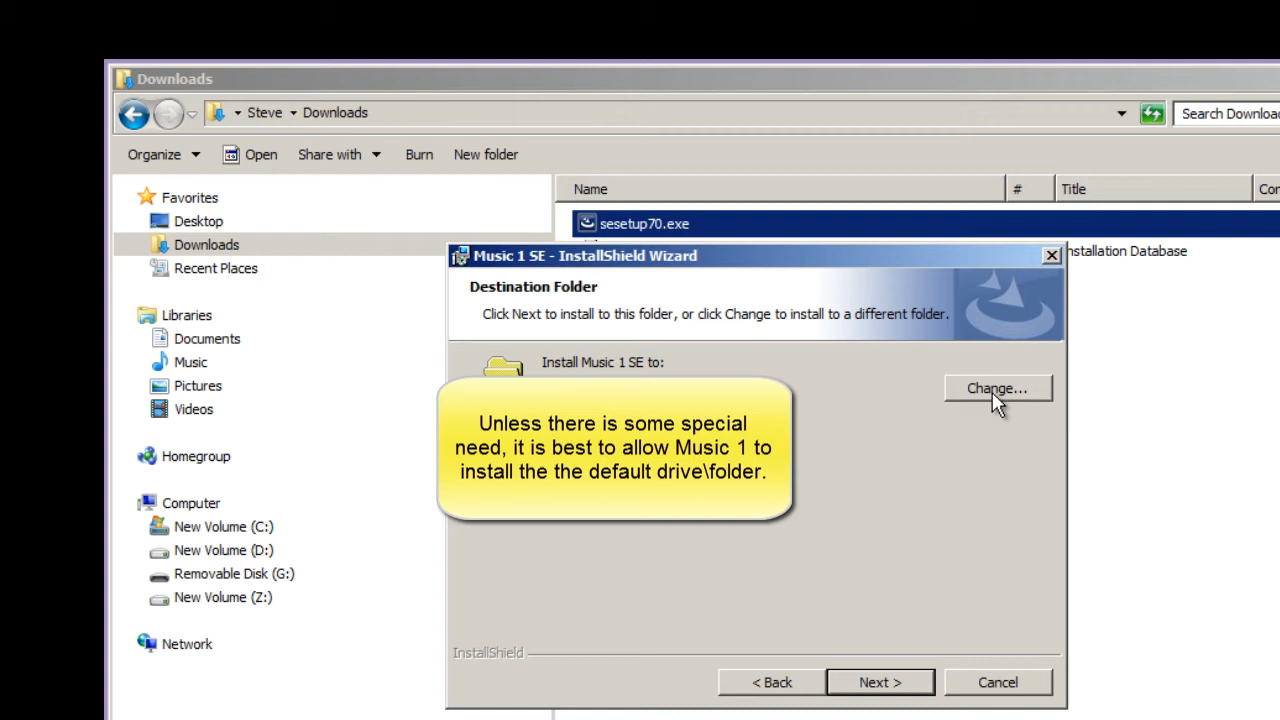 Downloads
Steve Downloads
Search Downloa
Organize Open Share with Burn New folder
Name # Title
Favorites
Desktop
Downloads
Recent Places
Libraries
Documents
Music
Pictures
Videos
Homegroup
Computer
New Volume (C:)
New Volume (D:)
Removable Disk (G:)
New Volume (Z:)
Network
sesetup70.exe
nstallation Database
Music 1 SE - InstallShield Wizard
Destination Folder
Click Next to install to this folder, or click Change to install to a different folder.
Install Music 1 SE to:
Change...
Unless there is some special
need, it is best to allow Music 1 to
install the the default drive\folder.
InstallShield
< Back Next > Cancel